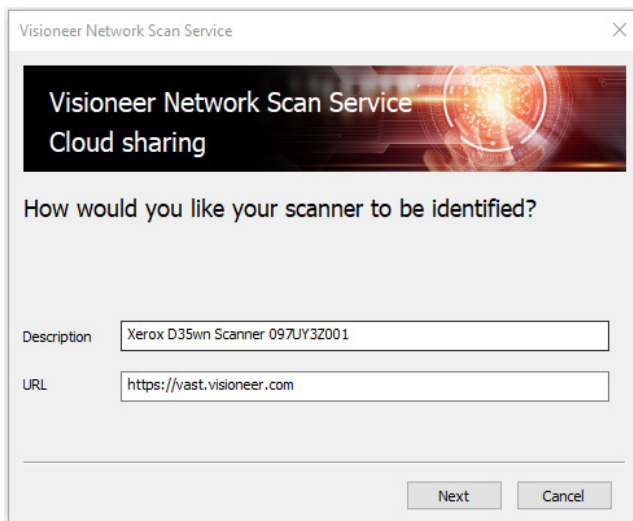 Visioneer Network Scan Service
Visioneer Network Scan Service
Cloud sharing
How would you like your scanner to be identified?
Description
Xerox D35wn Scanner 097UY3Z001
URL
https://vast.visioneer.com
Next
Cancel